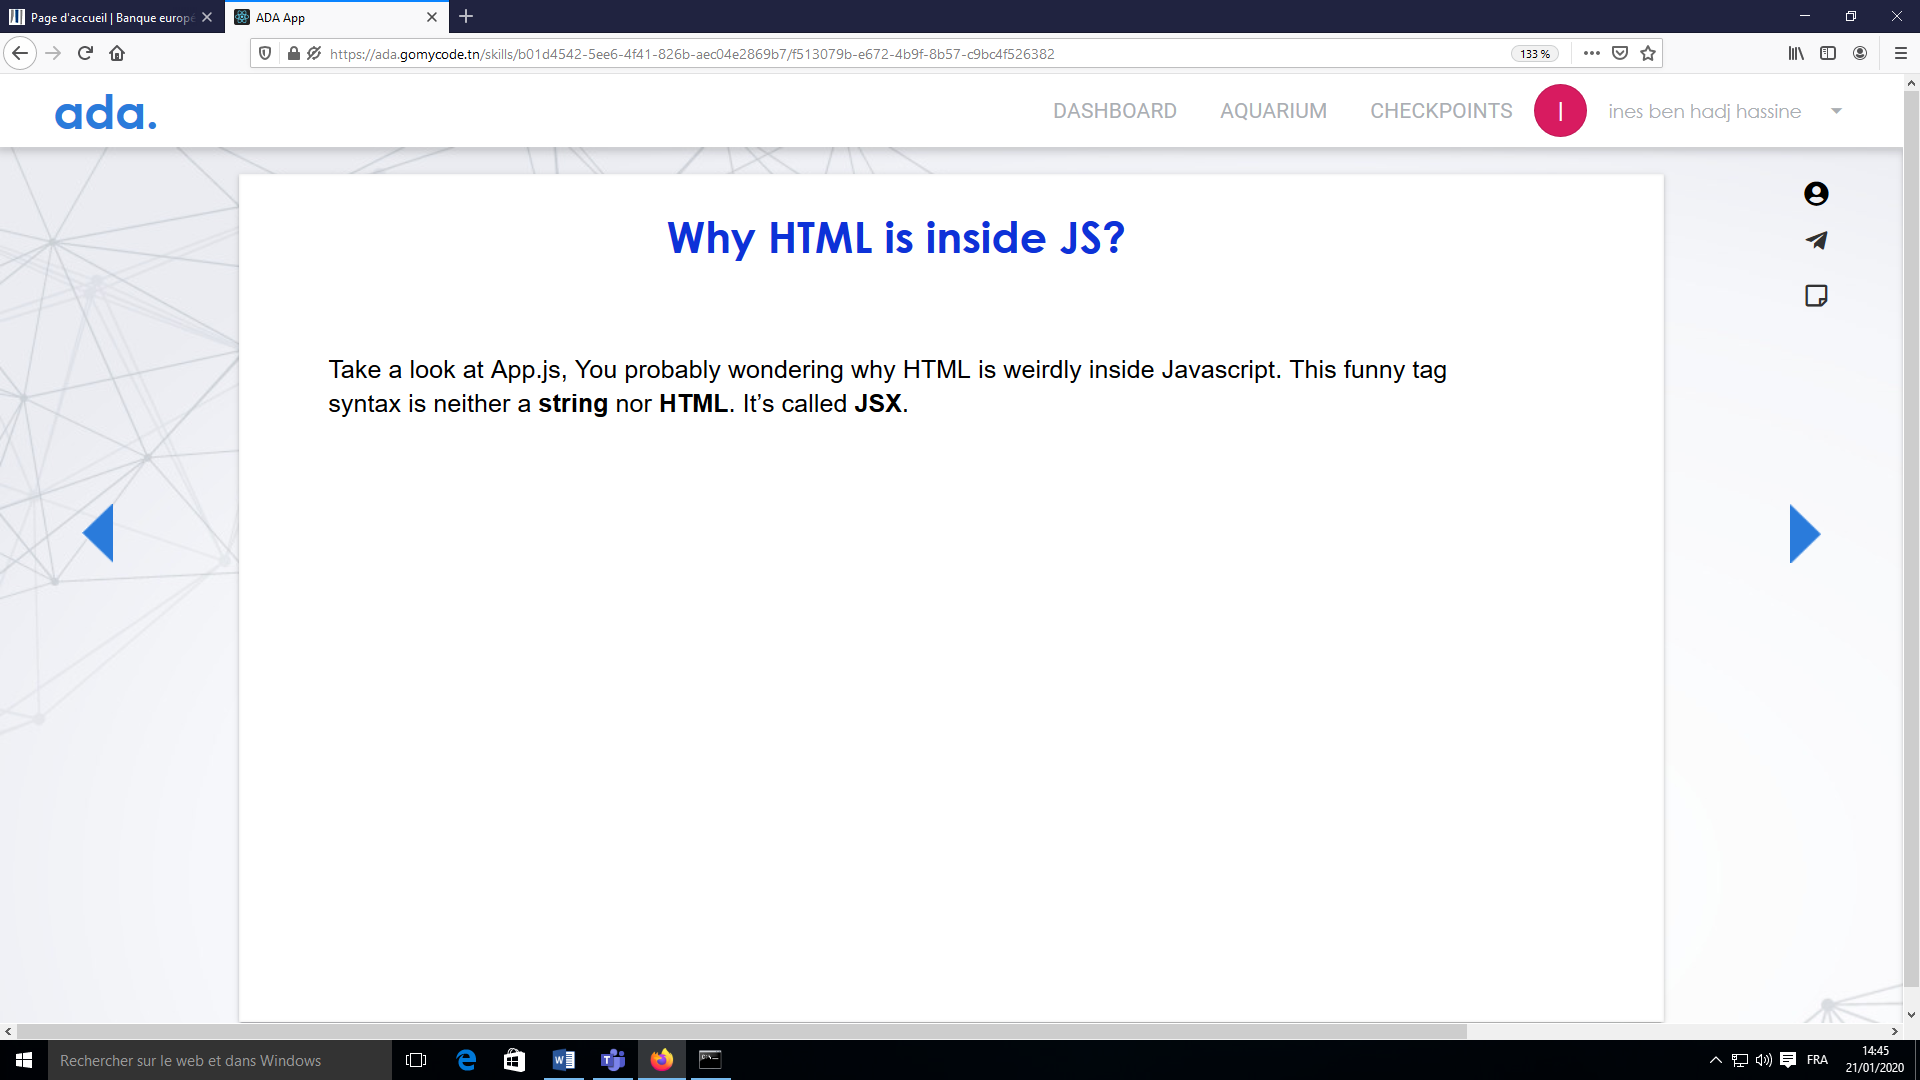 Page d'accueil | Banque europé
ADA App
https://ada.gomycode.tn/skills/b01d4542-5ee6-4f41-826b-aec04e2869b7/f513079b-e672-4b9f-8b57-c9bc4f526382
133 %
ada.
DASHBOARD
AQUARIUM
CHECKPOINTS
I
ines ben hadj hassine
Why HTML is inside JS?
Take a look at App.js, You probably wondering why HTML is weirdly inside Javascript. This funny tag
syntax is neither a string nor HTML. It’s called JSX.
Rechercher sur le web et dans Windows
FRA
14:45
21/01/2020